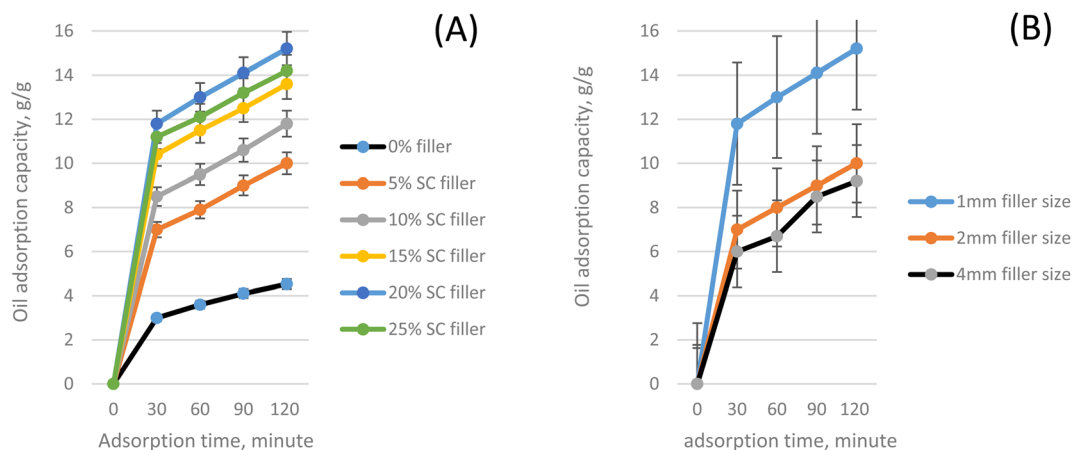 (A)
Oil adsorption capacity, g/g
16
14
12
10
8
6
4
2
0
0 30 60 90 120
Adsorption time, minute
0% filler
5% SC filler
10% SC filler
15% SC filler
20% SC filler
25% SC filler
(B)
Oil adsorption capacity, g/g
16
14
12
10
8
6
4
2
0
0 30 60 90 120
adsorption time, minute
1mm filler size
2mm filler size
4mm filler size